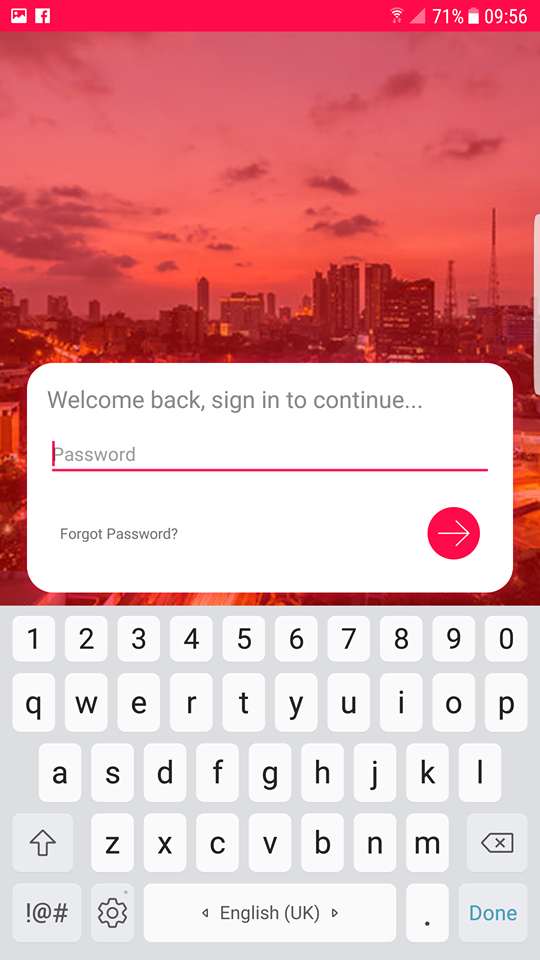 71% 09:56
Welcome back, sign in to continue...
Password
Forgot Password?
1 2 3 4 5 6 7 8 9 0
q w e r t y u i o p
a s d f g h j k l
z x c v b n m
!@# English (UK) . Done